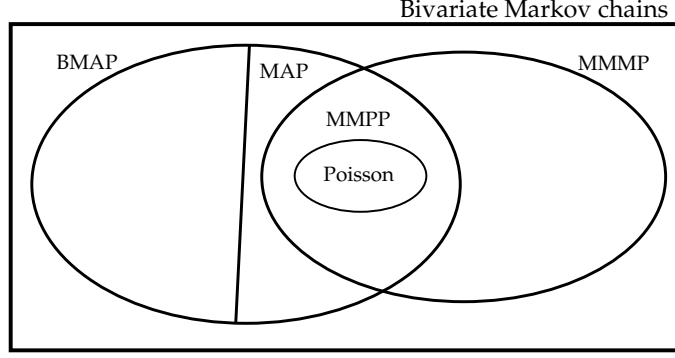 Bivariate Markov chains
BMAP
MAP
MMMP
MMPP
Poisson